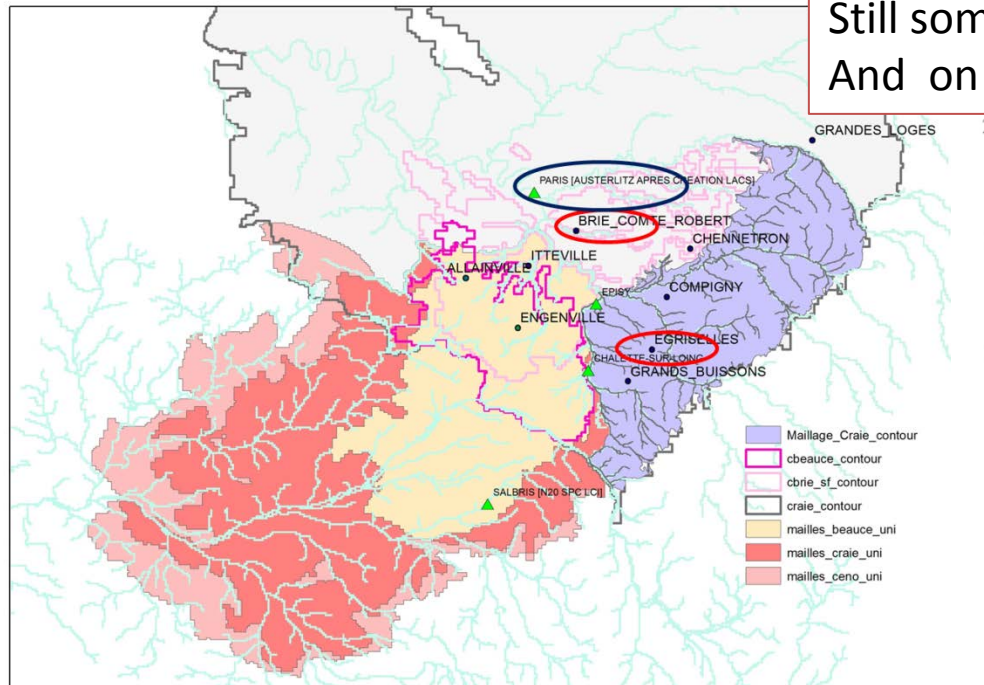 Still som
And on
GRANDES_LOGES
PARIS [AUSTERLITZ APRES CREATION LACS]
BRIE_COMTE_ROBERT
CHENNETRON
ITTEVILLE
ALLAINVILLE
EPISY
COMPIGNY
ENGENVILLE
EGRISELLES
CHALETTE-SUR-LOING
GRANDS_BUISSONS
SALBRIS [N20 SPC LCI]
Maillage_Craie_contour
cbeauce_contour
cbrie_sf_contour
craie_contour
mailles_beauce_uni
mailles_craie_uni
mailles_ceno_uni